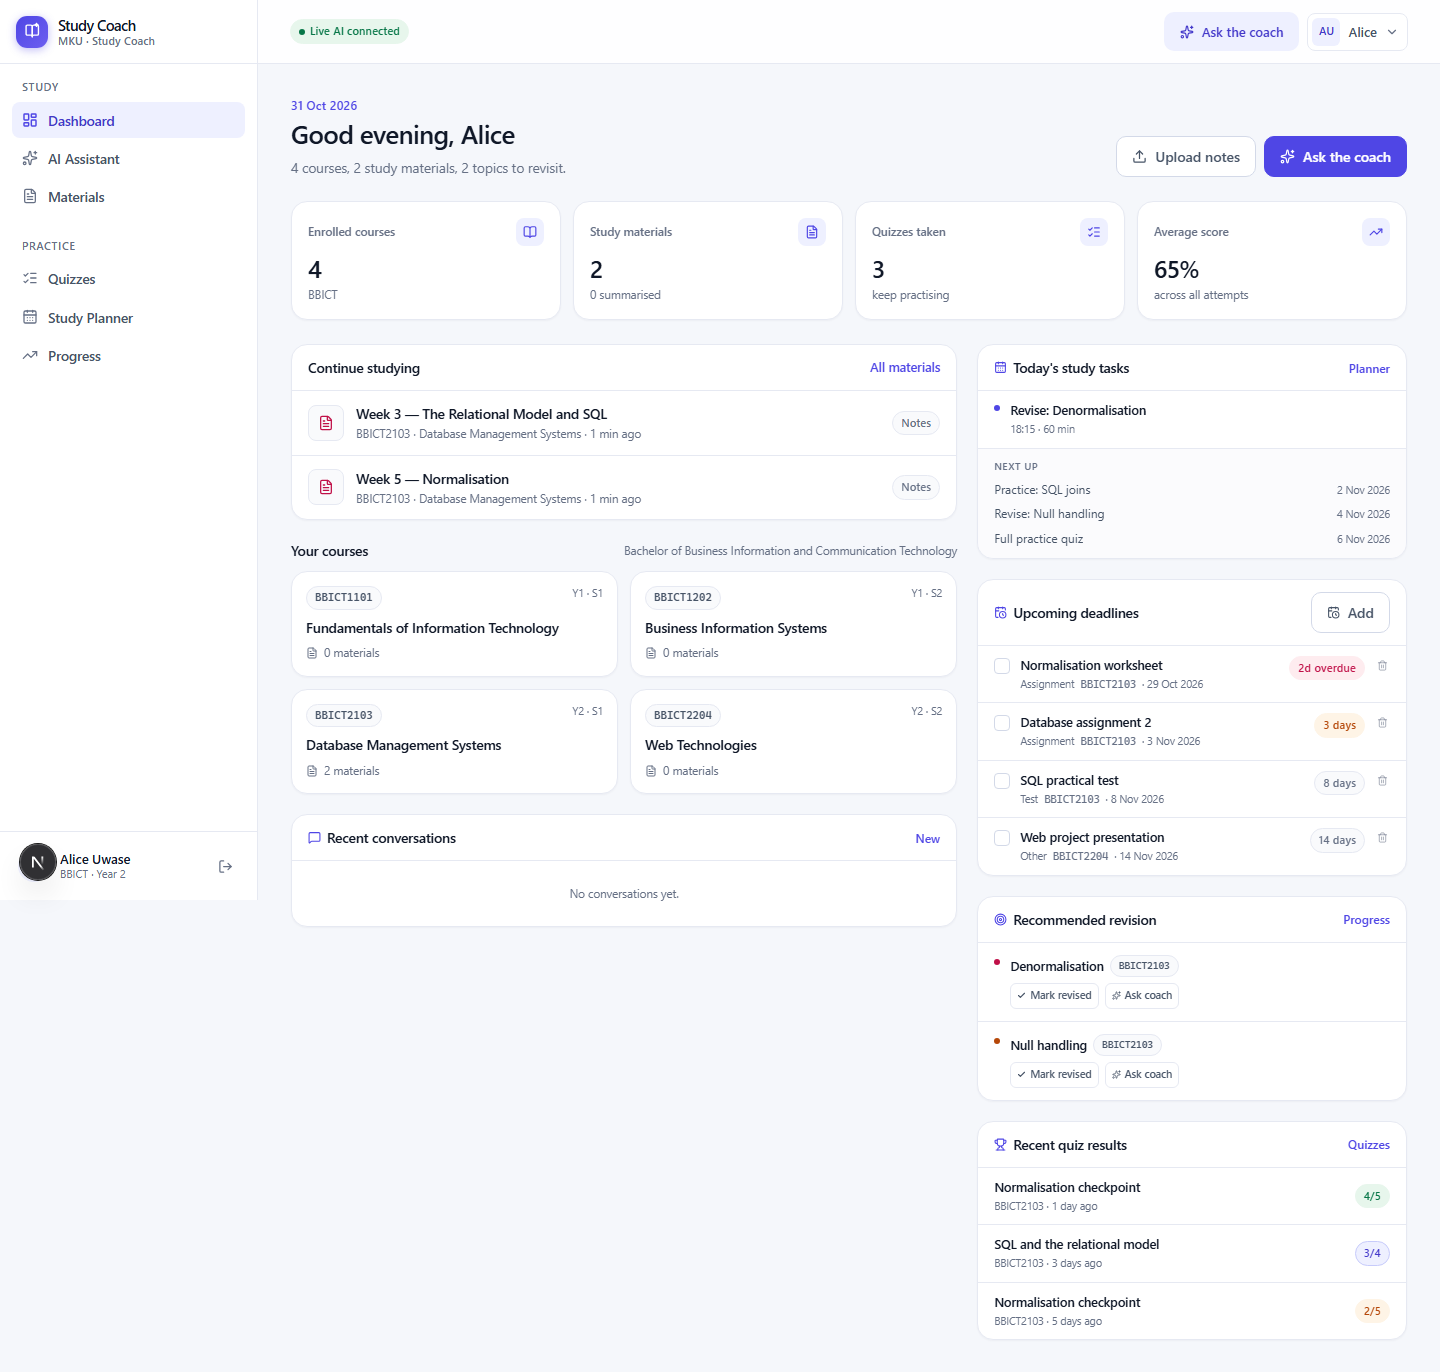 Study Coach
MKU · Study Coach
STUDY
Dashboard
AI Assistant
Materials
PRACTICE
Quizzes
Study Planner
Progress
N
Alice Uwase
BBICT · Year 2
Live AI connected
Ask the coach
AU Alice
31 Oct 2026
Good evening, Alice
4 courses, 2 study materials, 2 topics to revisit.
Upload notes
Ask the coach
Enrolled courses
4
BBICT
Study materials
2
0 summarised
Quizzes taken
3
keep practising
Average score
65%
across all attempts
Continue studying
All materials
Week 3 — The Relational Model and SQL
BBICT2103 · Database Management Systems · 1 min ago
Notes
Week 5 — Normalisation
BBICT2103 · Database Management Systems · 1 min ago
Notes
Your courses
Bachelor of Business Information and Communication Technology
BBICT1101
Y1 · S1
Fundamentals of Information Technology
0 materials
BBICT1202
Y1 · S2
Business Information Systems
0 materials
BBICT2103
Y2 · S1
Database Management Systems
2 materials
BBICT2204
Y2 · S2
Web Technologies
0 materials
Recent conversations
New
No conversations yet.
Today's study tasks
Planner
Revise: Denormalisation
18:15 · 60 min
NEXT UP
Practice: SQL joins 2 Nov 2026
Revise: Null handling 4 Nov 2026
Full practice quiz 6 Nov 2026
Upcoming deadlines
Add
Normalisation worksheet
Assignment BBICT2103 · 29 Oct 2026
2d overdue
Database assignment 2
Assignment BBICT2103 · 3 Nov 2026
3 days
SQL practical test
Test BBICT2103 · 8 Nov 2026
8 days
Web project presentation
Other BBICT2204 · 14 Nov 2026
14 days
Recommended revision
Progress
Denormalisation BBICT2103
Mark revised
Ask coach
Null handling BBICT2103
Mark revised
Ask coach
Recent quiz results
Quizzes
Normalisation checkpoint
BBICT2103 · 1 day ago
4/5
SQL and the relational model
BBICT2103 · 3 days ago
3/4
Normalisation checkpoint
BBICT2103 · 5 days ago
2/5